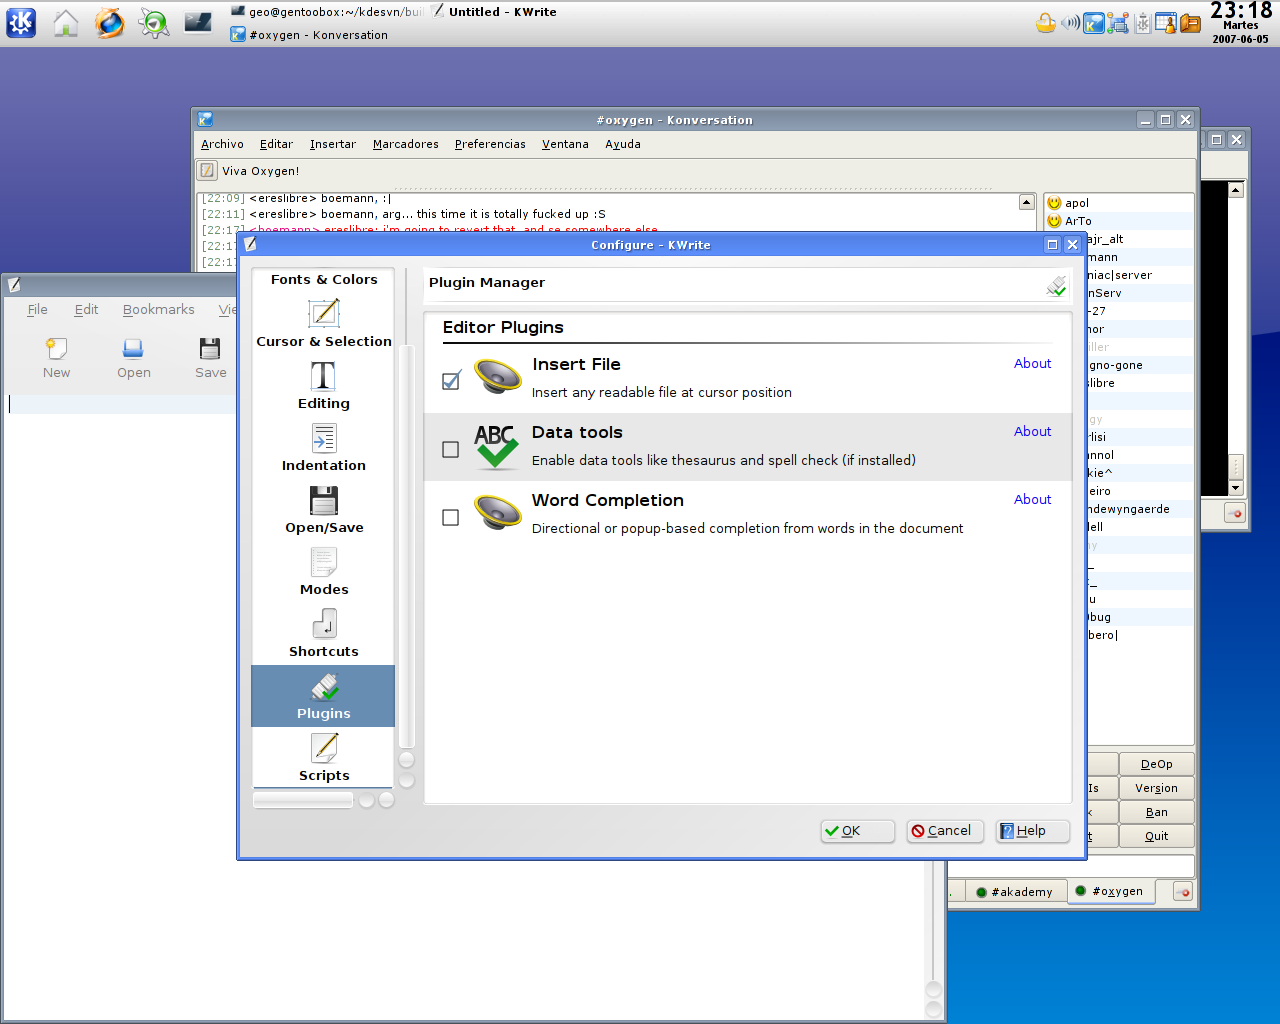 geo@gentoobox:~/kdesvn/bui
Untitled - KWrite
#oxygen - Konversation
23:18
Martes
2007-06-05
#oxygen - Konversation
Archivo Editar Insertar Marcadores Preferencias Ventana Ayuda
Viva Oxygen!
[22:09] <ereslibre> boemann, :|
[22:11] <ereslibre> boemann, arg... this time it is totally fucked up :S
[22:17] <boemann> ereslibre: i'm going to revert that, and se somewhere else
[22:1
[22:1
apol
ArTo
ajr_alt
mann
niac|server
nServ
-27
nor
iller
gno-gone
slibre
gy
rlisi
nnol
kie^
eiro
ndewyngaerde
dell
ny
_
_
u
bug
bero|
DeOp
Is
Version
k
Ban
t
Quit
#akademy
#oxygen
File Edit Bookmarks Vie
New Open Save
Configure - KWrite
Fonts & Colors
Cursor & Selection
Editing
Indentation
Open/Save
Modes
Shortcuts
Plugins
Scripts
Plugin Manager
Editor Plugins
Insert File
About
Insert any readable file at cursor position
ABC
Data tools
About
Enable data tools like thesaurus and spell check (if installed)
Word Completion
About
Directional or popup-based completion from words in the document
OK
Cancel
Help